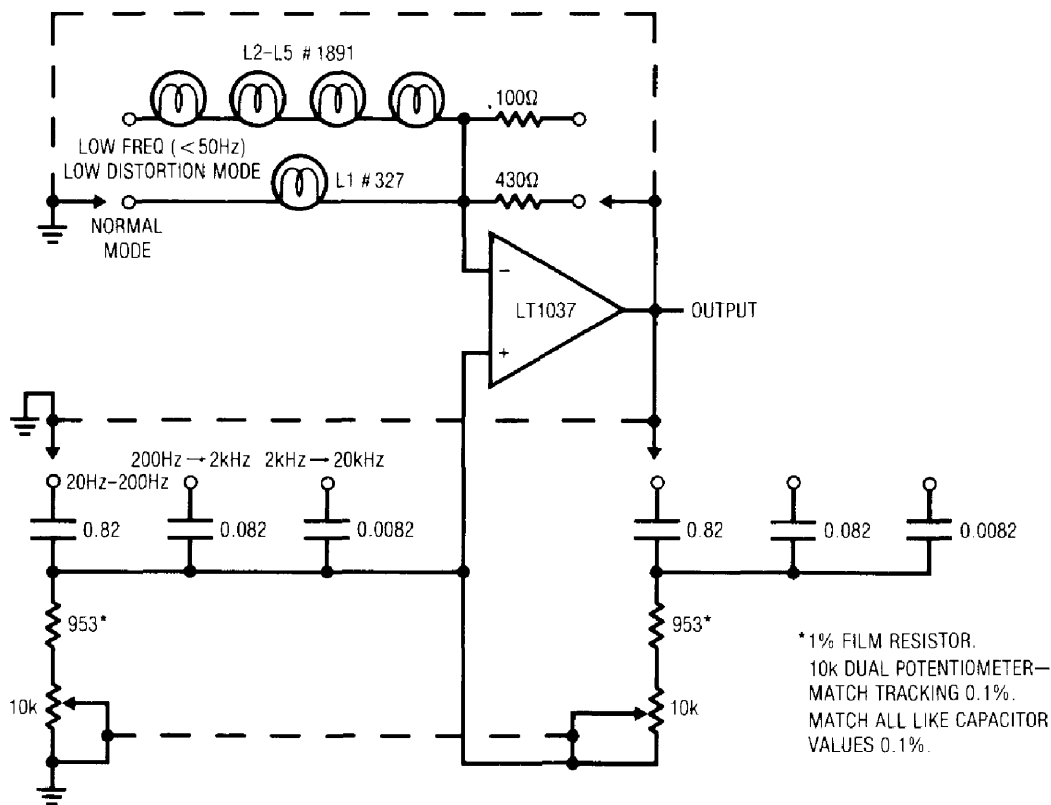 L2–L5 #1891
.100Ω
LOW FREQ (<50Hz)
LOW DISTORTION MODE
L1 #327
430Ω
NORMAL
MODE
−
LT1037
OUTPUT
+
200Hz→2kHz
2kHz→20kHz
20Hz–200Hz
0.82
0.082
0.0082
0.82
0.082
0.0082
953*
953*
10k
10k
*1% FILM RESISTOR.
10k DUAL POTENTIOMETER—
MATCH TRACKING 0.1%.
MATCH ALL LIKE CAPACITOR
VALUES 0.1%.